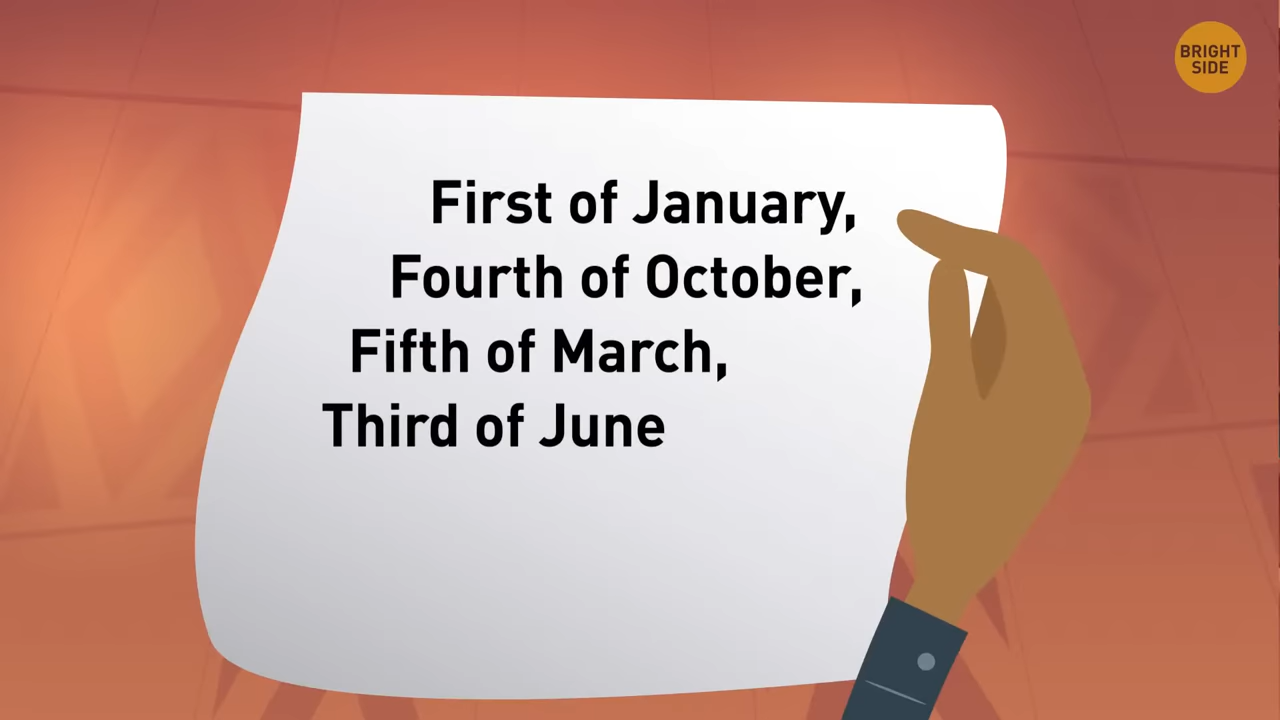 BRIGHT
SIDE
First of January,
Fourth of October,
Fifth of March,
Third of June